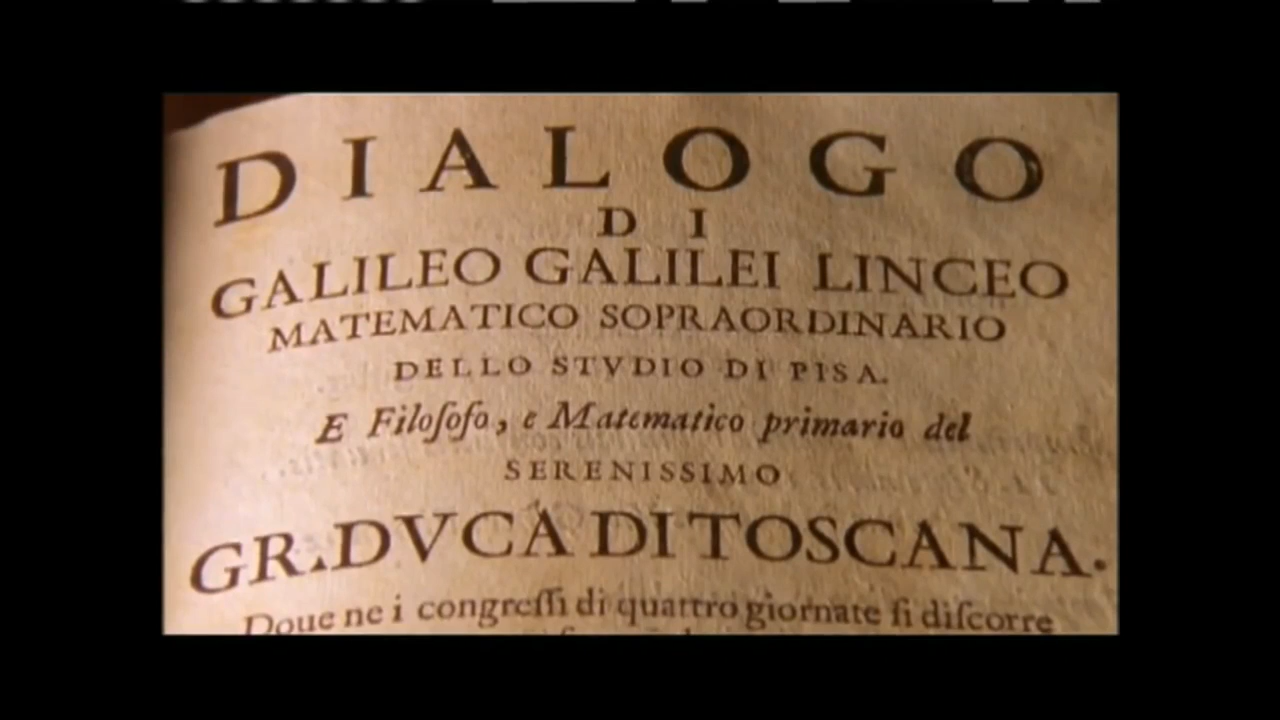 DIALOGO
DI
GALILEO GALILEI LINCEO
MATEMATICO SOPRAORDINARIO
DELLO STVDIO DI PISA.
E Filoſofo, e Matematico primario del
SERENISSIMO
GR.DVCA DI TOSCANA.
Doue ne i congreſſi di quattro giornate ſi diſcorre